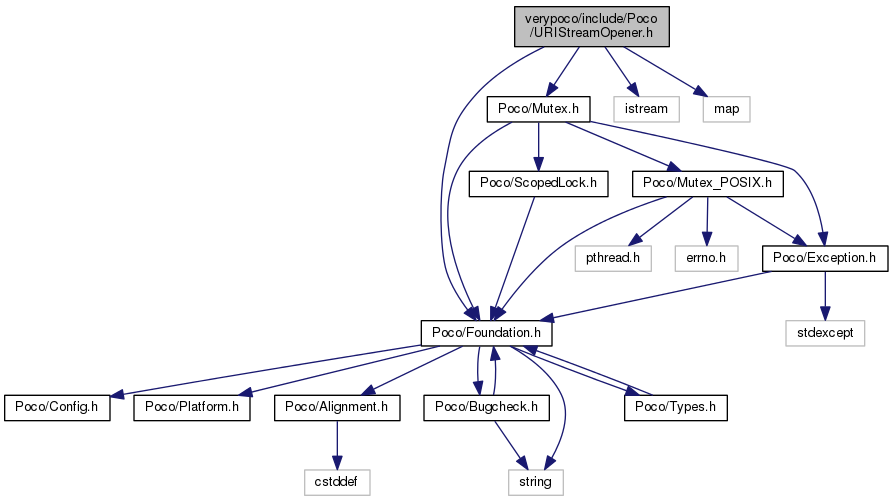 verypoco/include/Poco
/URIStreamOpener.h
Poco/Mutex.h
istream
map
Poco/ScopedLock.h
Poco/Mutex_POSIX.h
pthread.h
errno.h
Poco/Exception.h
Poco/Foundation.h
stdexcept
Poco/Config.h
Poco/Platform.h
Poco/Alignment.h
Poco/Bugcheck.h
Poco/Types.h
cstddef
string